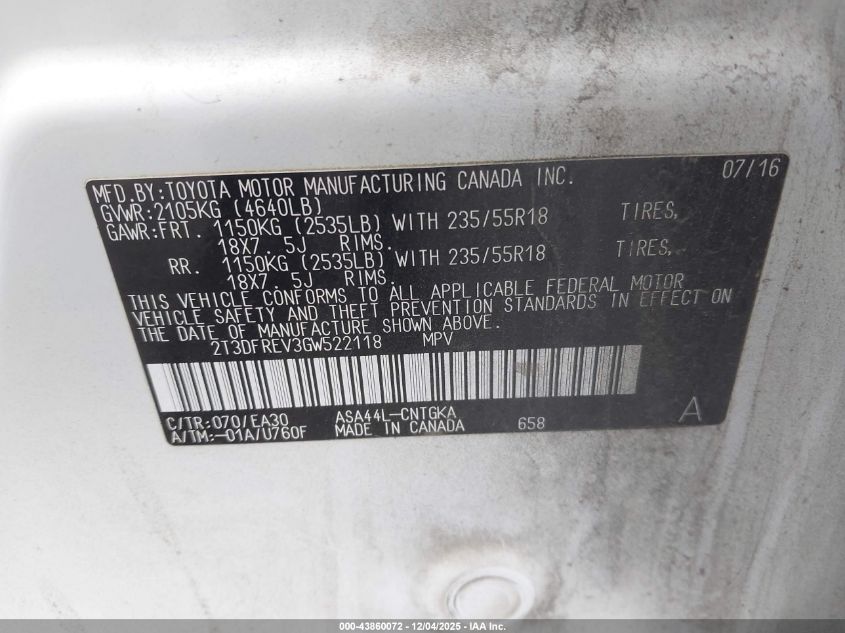 MFD.BY:TOYOTA MOTOR MANUFACTURING CANADA INC. 07/16
GVWR:2105KG (4640LB)
GAWR:FRT. 1150KG (2535LB) WITH 235/55R18 TIRES,
18X7.5J RIMS.
RR. 1150KG (2535LB) WITH 235/55R18 TIRES,
18X7.5J RIMS.
THIS VEHICLE CONFORMS TO ALL APPLICABLE FEDERAL MOTOR
VEHICLE SAFETY AND THEFT PREVENTION STANDARDS IN EFFECT ON
THE DATE OF MANUFACTURE SHOWN ABOVE.
2T3DFREV3GW522118 MPV
C/TR:070/EA30 ASA44L-CNTGKA
A/TM:-01A/U760F MADE IN CANADA 658 A
000-43860072 - 12/04/2025 - IAA Inc.